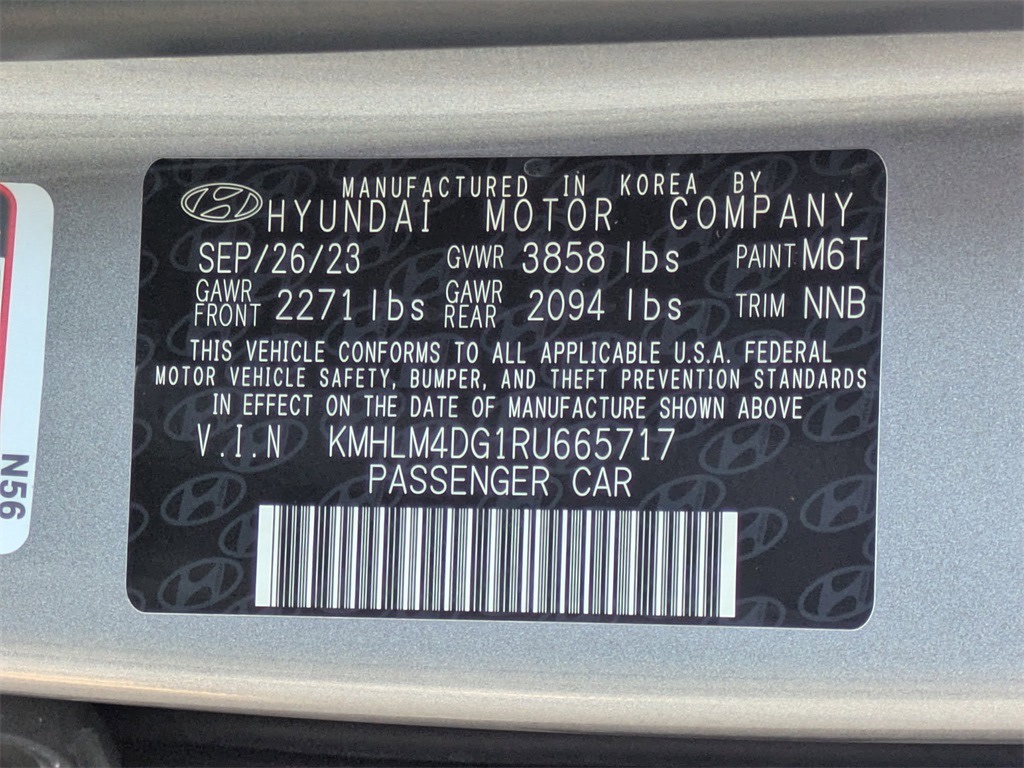 MANUFACTURED IN KOREA BY
HYUNDAI MOTOR COMPANY
SEP/26/23 GVWR 3858 lbs PAINT M6T
GAWR FRONT 2271 lbs GAWR REAR 2094 lbs TRIM NNB
THIS VEHICLE CONFORMS TO ALL APPLICABLE U.S.A. FEDERAL
MOTOR VEHICLE SAFETY, BUMPER, AND THEFT PREVENTION STANDARDS
IN EFFECT ON THE DATE OF MANUFACTURE SHOWN ABOVE
V.I.N KMHLM4DG1RU665717
PASSENGER CAR
N56